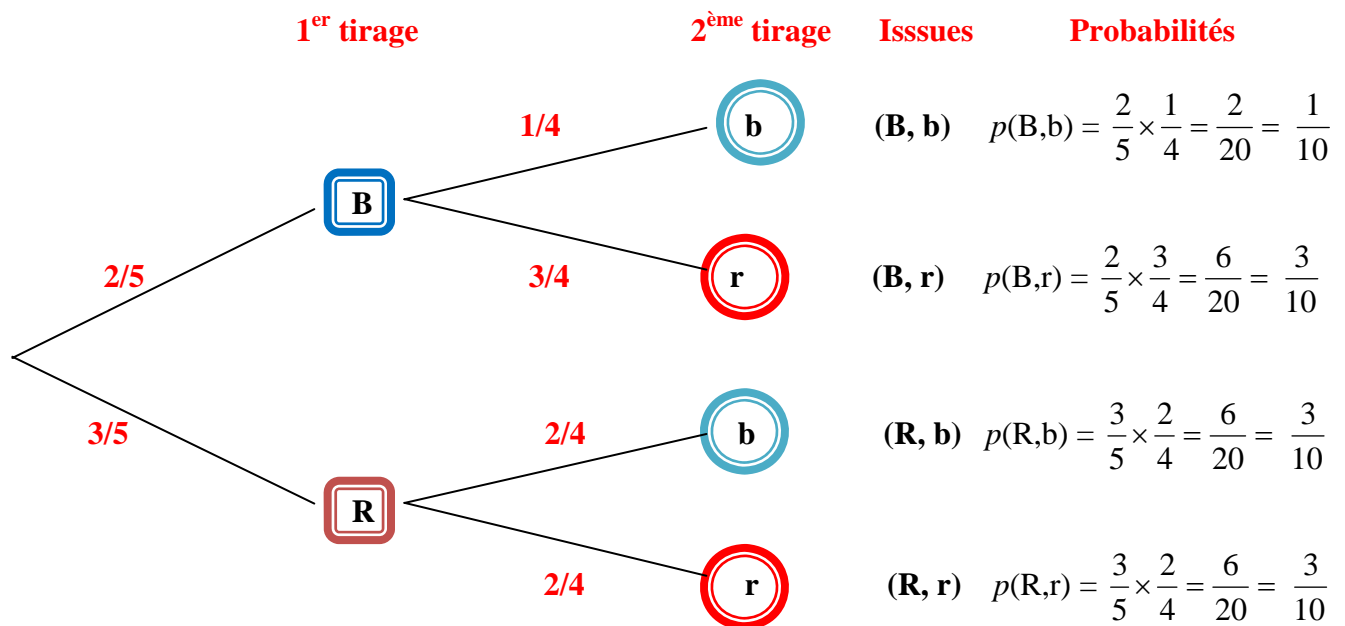 1er tirage 2ème tirage Isssues Probabilités
1/4 b (B, b) p(B,b) = 2/5 × 1/4 = 2/20 = 1/10
B
2/5 3/4 r (B, r) p(B,r) = 2/5 × 3/4 = 6/20 = 3/10
3/5 2/4 b (R, b) p(R,b) = 3/5 × 2/4 = 6/20 = 3/10
R
2/4 r (R, r) p(R,r) = 3/5 × 2/4 = 6/20 = 3/10